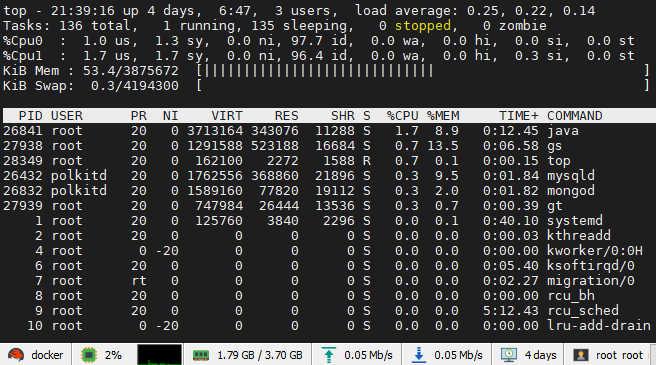 top - 21:39:16 up 4 days,  6:47,  3 users,  load average: 0.25, 0.22, 0.14
Tasks: 136 total,   1 running, 135 sleeping,   0 stopped,   0 zombie
%Cpu0  :  1.0 us,  1.3 sy,  0.0 ni, 97.7 id,  0.0 wa,  0.0 hi,  0.0 si,  0.0 st
%Cpu1  :  1.7 us,  1.7 sy,  0.0 ni, 96.4 id,  0.0 wa,  0.0 hi,  0.3 si,  0.0 st
KiB Mem : 53.4/3875672  [|||||||||||||||||||||||||||||                          ]
KiB Swap:  0.3/4194300  [                                                       ]
  PID USER      PR  NI    VIRT    RES    SHR S  %CPU %MEM     TIME+ COMMAND
26841 root      20   0 3713164 343076  11288 S   1.7  8.9   0:12.45 java
27938 root      20   0 1291588 523188  16684 S   0.7 13.5   0:06.58 gs
28349 root      20   0  162100   2272   1588 R   0.7  0.1   0:00.15 top
26432 polkitd   20   0 1762556 368860  21896 S   0.3  9.5   0:01.84 mysqld
26832 polkitd   20   0 1589160  77820  19112 S   0.3  2.0   0:01.82 mongod
27939 root      20   0  747984  26444  13536 S   0.3  0.7   0:00.39 gt
    1 root      20   0  125760   3840   2296 S   0.0  0.1   0:40.10 systemd
    2 root      20   0       0      0      0 S   0.0  0.0   0:00.03 kthreadd
    4 root       0 -20       0      0      0 S   0.0  0.0   0:00.00 kworker/0:0H
    6 root      20   0       0      0      0 S   0.0  0.0   0:05.40 ksoftirqd/0
    7 root      rt   0       0      0      0 S   0.0  0.0   0:02.27 migration/0
    8 root      20   0       0      0      0 S   0.0  0.0   0:00.00 rcu_bh
    9 root      20   0       0      0      0 S   0.0  0.0   5:12.43 rcu_sched
   10 root       0 -20       0      0      0 S   0.0  0.0   0:00.00 lru-add-drain
docker 2% 1.79 GB / 3.70 GB 0.05 Mb/s 0.05 Mb/s 4 days root root